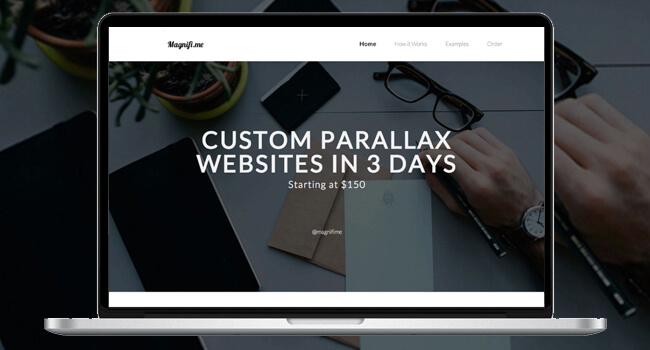 Magnifi.me
Home How it Works Examples Order
CUSTOM PARALLAX
WEBSITES IN 3 DAYS
Starting at $150
@magnifime